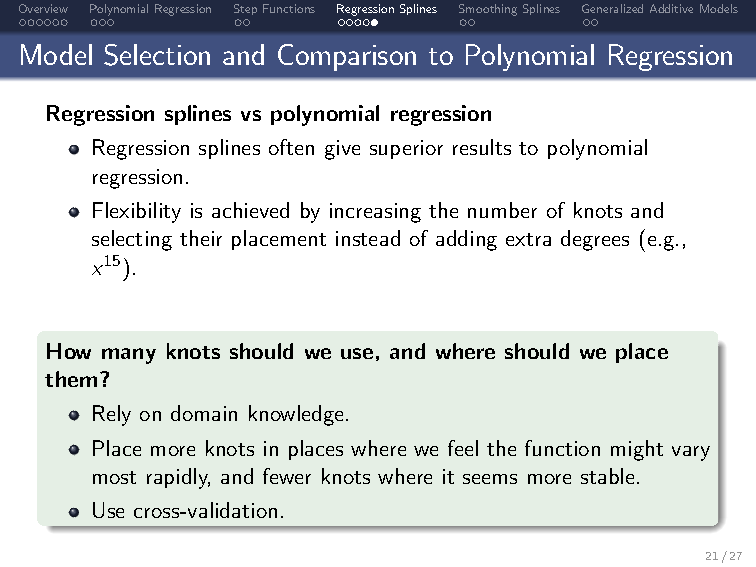 Overview Polynomial Regression Step Functions Regression Splines Smoothing Splines Generalized Additive Models
Model Selection and Comparison to Polynomial Regression
Regression splines vs polynomial regression
Regression splines often give superior results to polynomial
regression.
Flexibility is achieved by increasing the number of knots and
selecting their placement instead of adding extra degrees (e.g.,
x¹⁵).
How many knots should we use, and where should we place
them?
Rely on domain knowledge.
Place more knots in places where we feel the function might vary
most rapidly, and fewer knots where it seems more stable.
Use cross-validation.
21 / 27